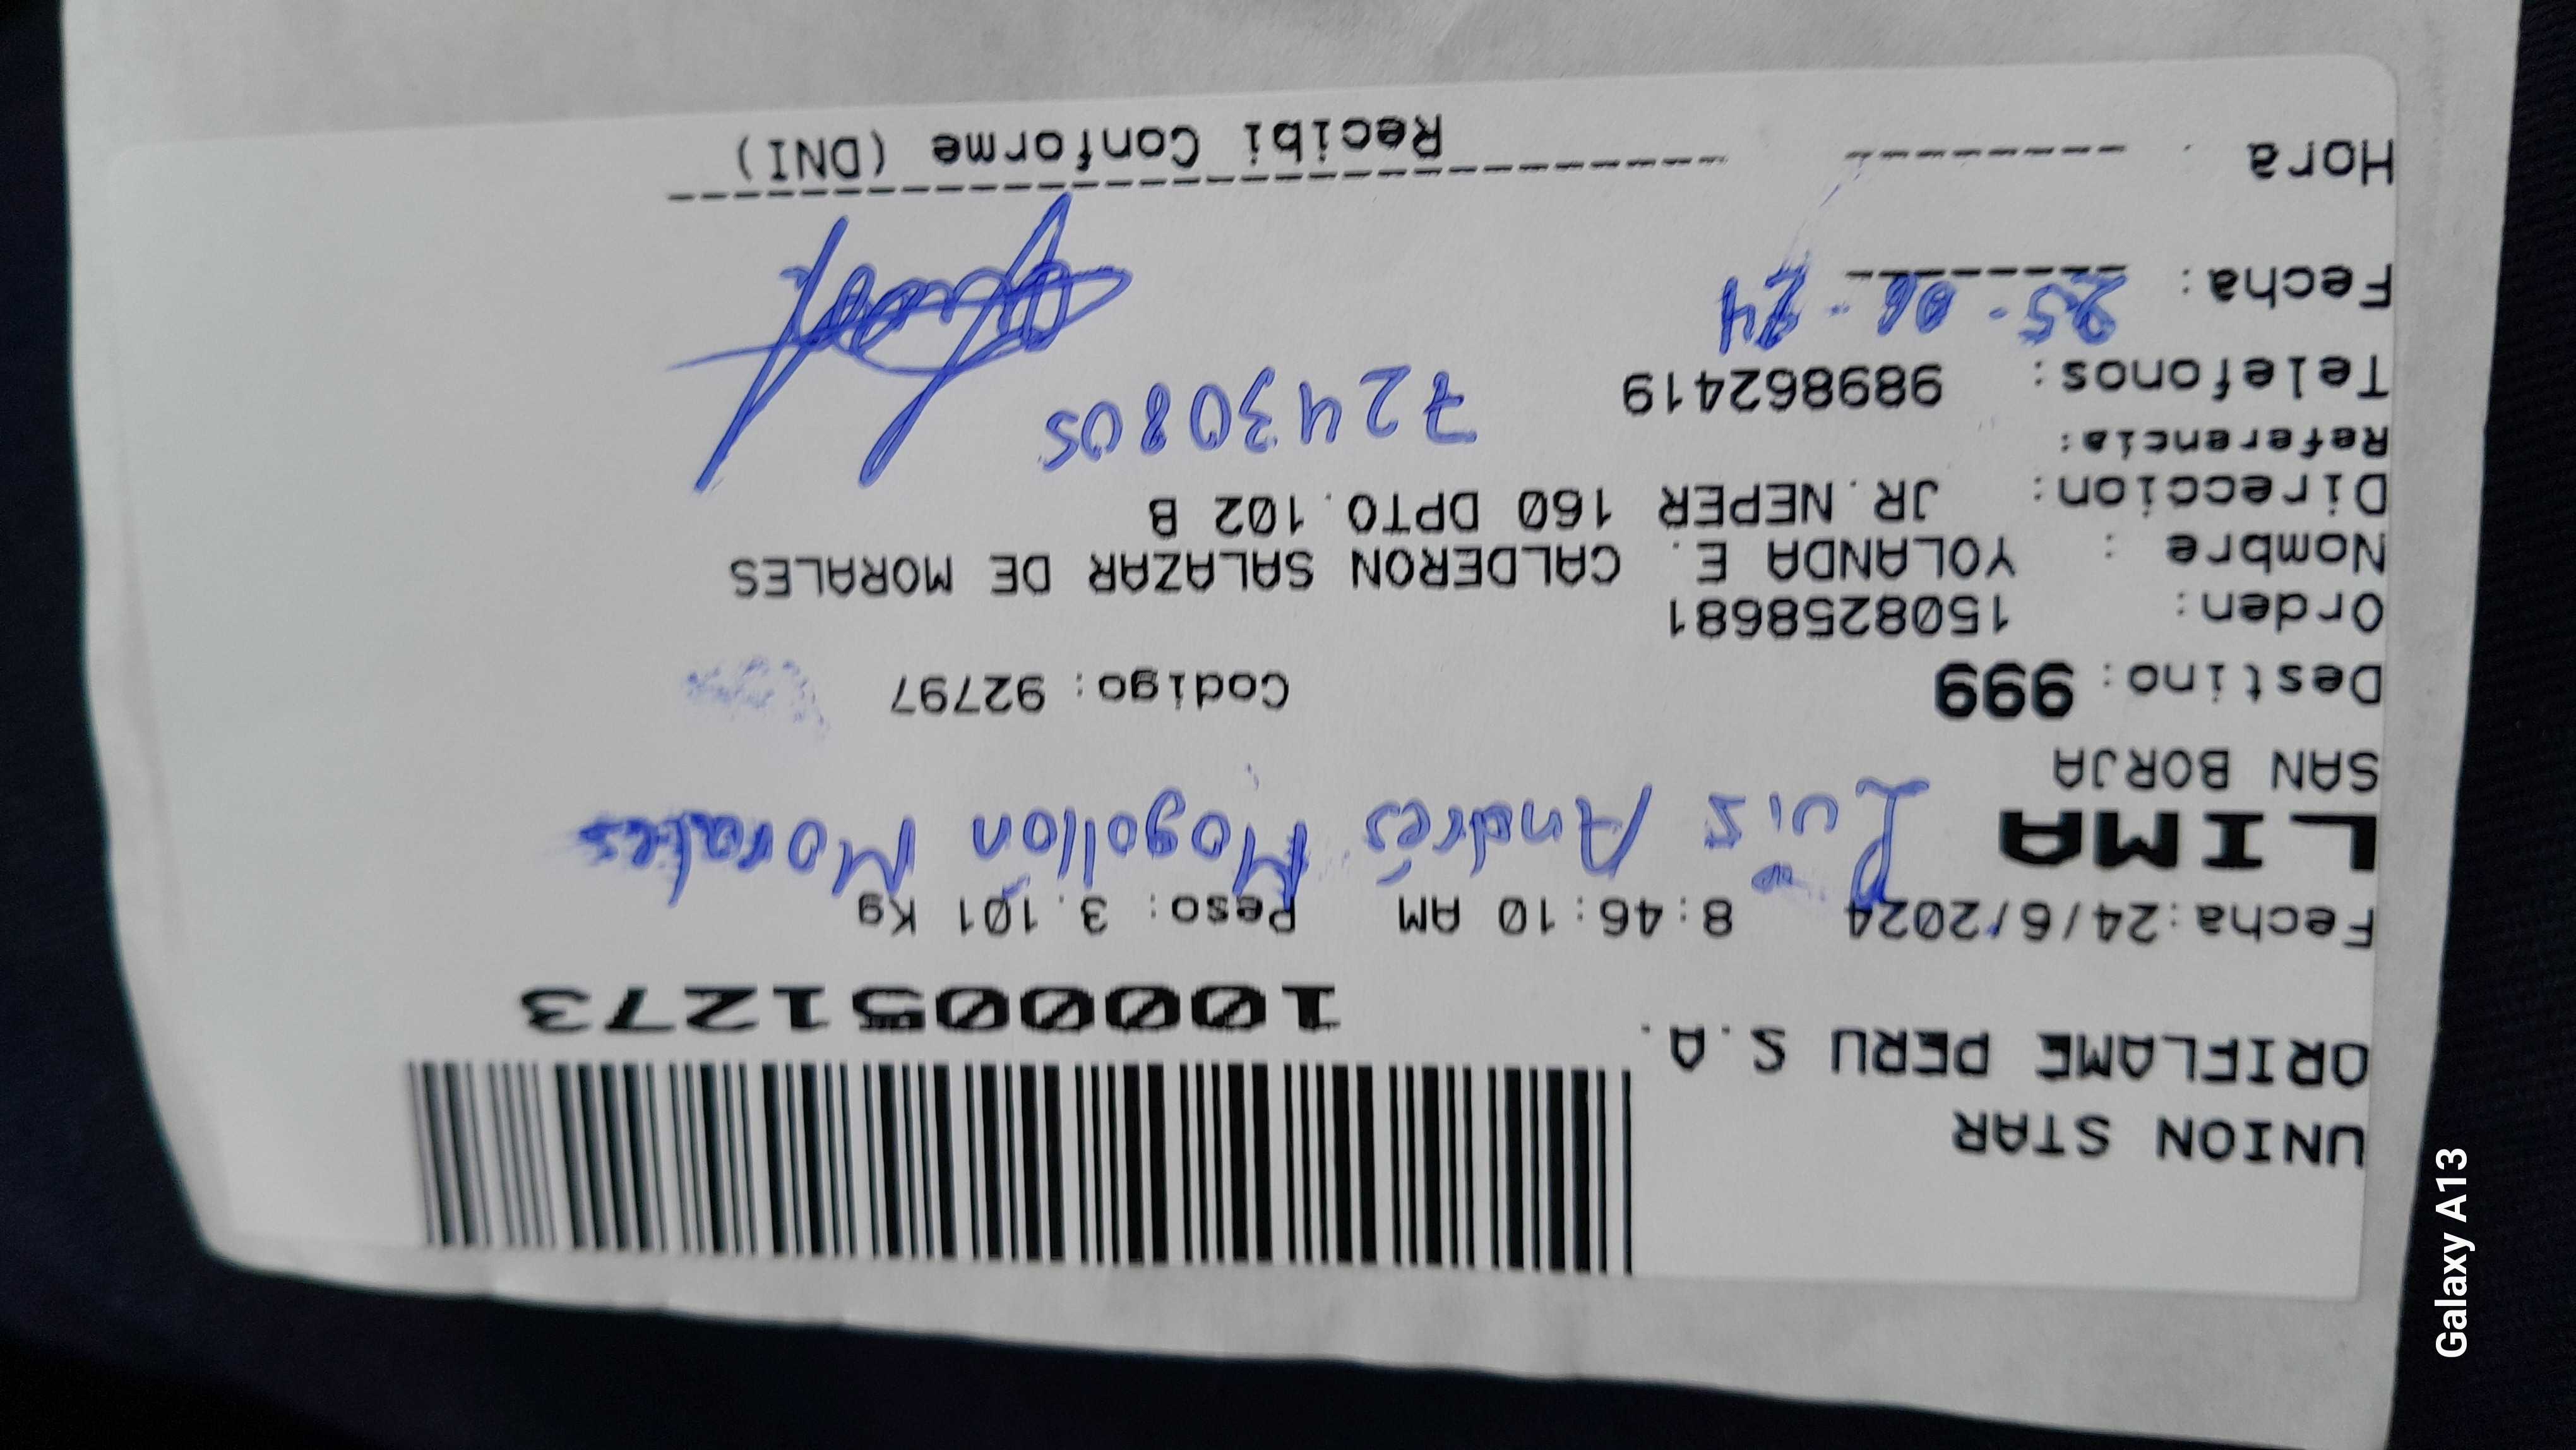 UNION STAR
ORIFLAME PERU S.A.
1000051273
Fecha:24/6/2024 8:46:10 AM Peso: 3.101 Kg
LIMA Luis Andrés Mogollon Morales
SAN BORJA
Destino: 999 Codigo: 92797
Orden: 1508258681
Nombre : YOLANDA E. CALDERON SALAZAR DE MORALES
Direccion: JR.NEPER 160 DPTO.102 B
Referencia:
Telefonos: 989862419 72430805
Fecha: 25-06-24
Hora
Recibi Conforme (DNI)
Galaxy A13